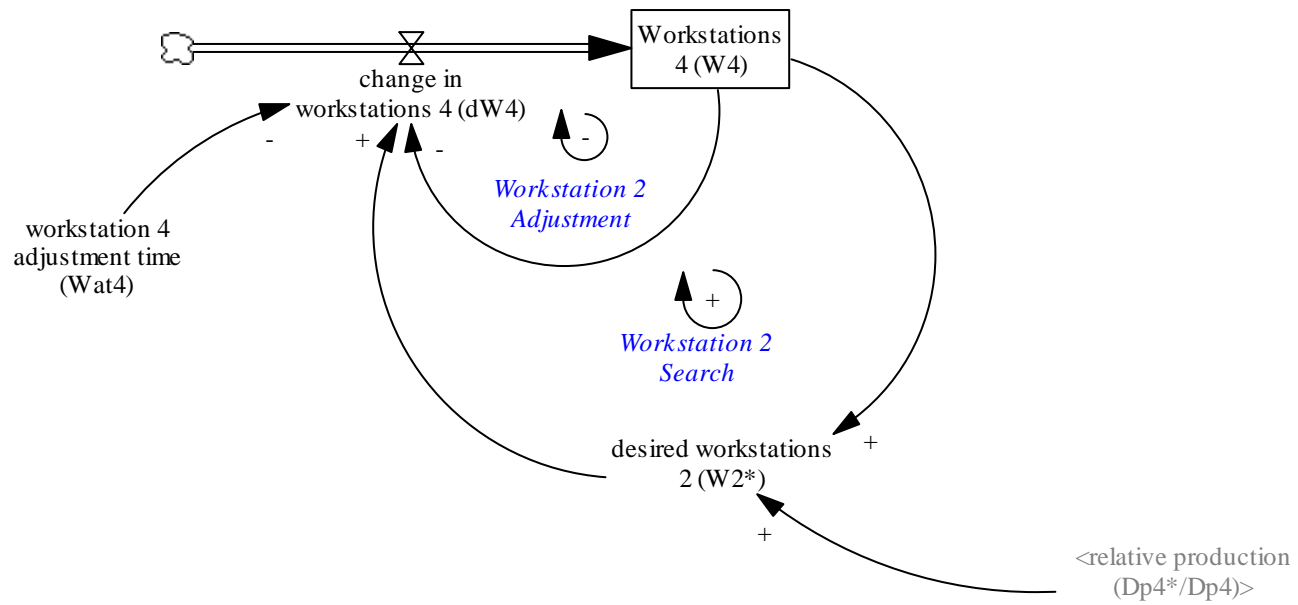 Workstations
4 (W4)
change in
workstations 4 (dW4)
-
+
-
-
Workstation 2
Adjustment
workstation 4
adjustment time
(Wat4)
+
Workstation 2
Search
desired workstations
2 (W2*)
+
+
<relative production
(Dp4*/Dp4)>